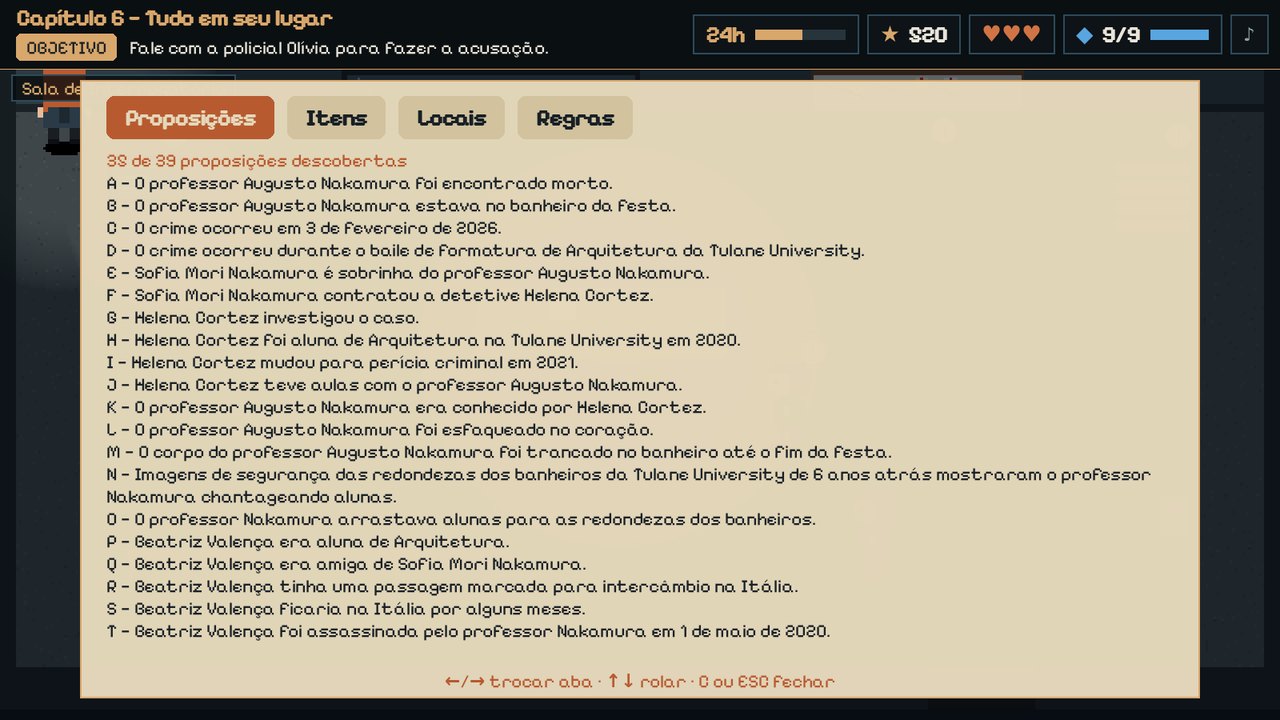 Capítulo 6 - Tudo em seu lugar
OBJETIVO Fale com a policial Olívia para fazer a acusação.
24h
★ 920
♥♥♥
◆ 9/9
♪
Sala de
Proposições Itens Locais Regras
39 de 39 proposições descobertas
A - O professor Augusto Nakamura foi encontrado morto.
B - O professor Augusto Nakamura estava no banheiro da festa.
C - O crime ocorreu em 3 de fevereiro de 2026.
D - O crime ocorreu durante o baile de formatura de Arquitetura da Tulane University.
E - Sofia Mori Nakamura é sobrinha do professor Augusto Nakamura.
F - Sofia Mori Nakamura contratou a detetive Helena Cortez.
G - Helena Cortez investigou o caso.
H - Helena Cortez foi aluna de Arquitetura na Tulane University em 2020.
I - Helena Cortez mudou para perícia criminal em 2021.
J - Helena Cortez teve aulas com o professor Augusto Nakamura.
K - O professor Augusto Nakamura era conhecido por Helena Cortez.
L - O professor Augusto Nakamura foi esfaqueado no coração.
M - O corpo do professor Augusto Nakamura foi trancado no banheiro até o fim da festa.
N - Imagens de segurança das redondezas dos banheiros da Tulane University de 6 anos atrás mostraram o professor
Nakamura chantageando alunas.
O - O professor Nakamura arrastava alunas para as redondezas dos banheiros.
P - Beatriz Valença era aluna de Arquitetura.
Q - Beatriz Valença era amiga de Sofia Mori Nakamura.
R - Beatriz Valença tinha uma passagem marcada para intercâmbio na Itália.
S - Beatriz Valença ficaria na Itália por alguns meses.
T - Beatriz Valença foi assassinada pelo professor Nakamura em 1 de maio de 2020.
←/→ trocar aba · ↑↓ rolar · C ou ESC fechar